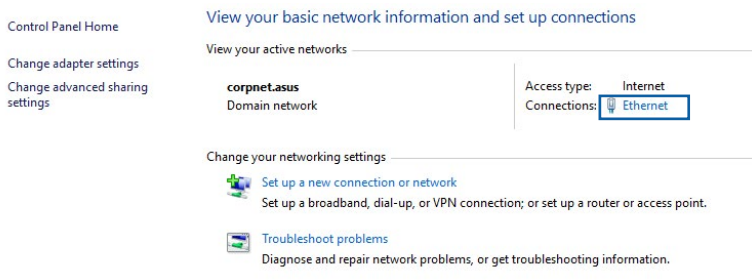 Control Panel Home
Change adapter settings
Change advanced sharing
settings
View your basic network information and set up connections
View your active networks
corpnet.asus
Domain network
Access type: Internet
Connections: Ethernet
Change your networking settings
Set up a new connection or network
Set up a broadband, dial-up, or VPN connection; or set up a router or access point.
Troubleshoot problems
Diagnose and repair network problems, or get troubleshooting information.